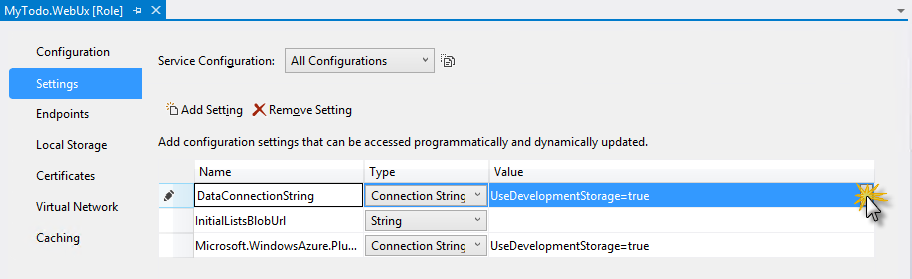 MyTodo.WebUx [Role]
Configuration
Settings
Endpoints
Local Storage
Certificates
Virtual Network
Caching
Service Configuration: All Configurations
Add Setting Remove Setting
Add configuration settings that can be accessed programmatically and dynamically updated.
Name Type Value
DataConnectionString Connection String UseDevelopmentStorage=true
InitialListsBlobUrl String
Microsoft.WindowsAzure.Plu... Connection String UseDevelopmentStorage=true